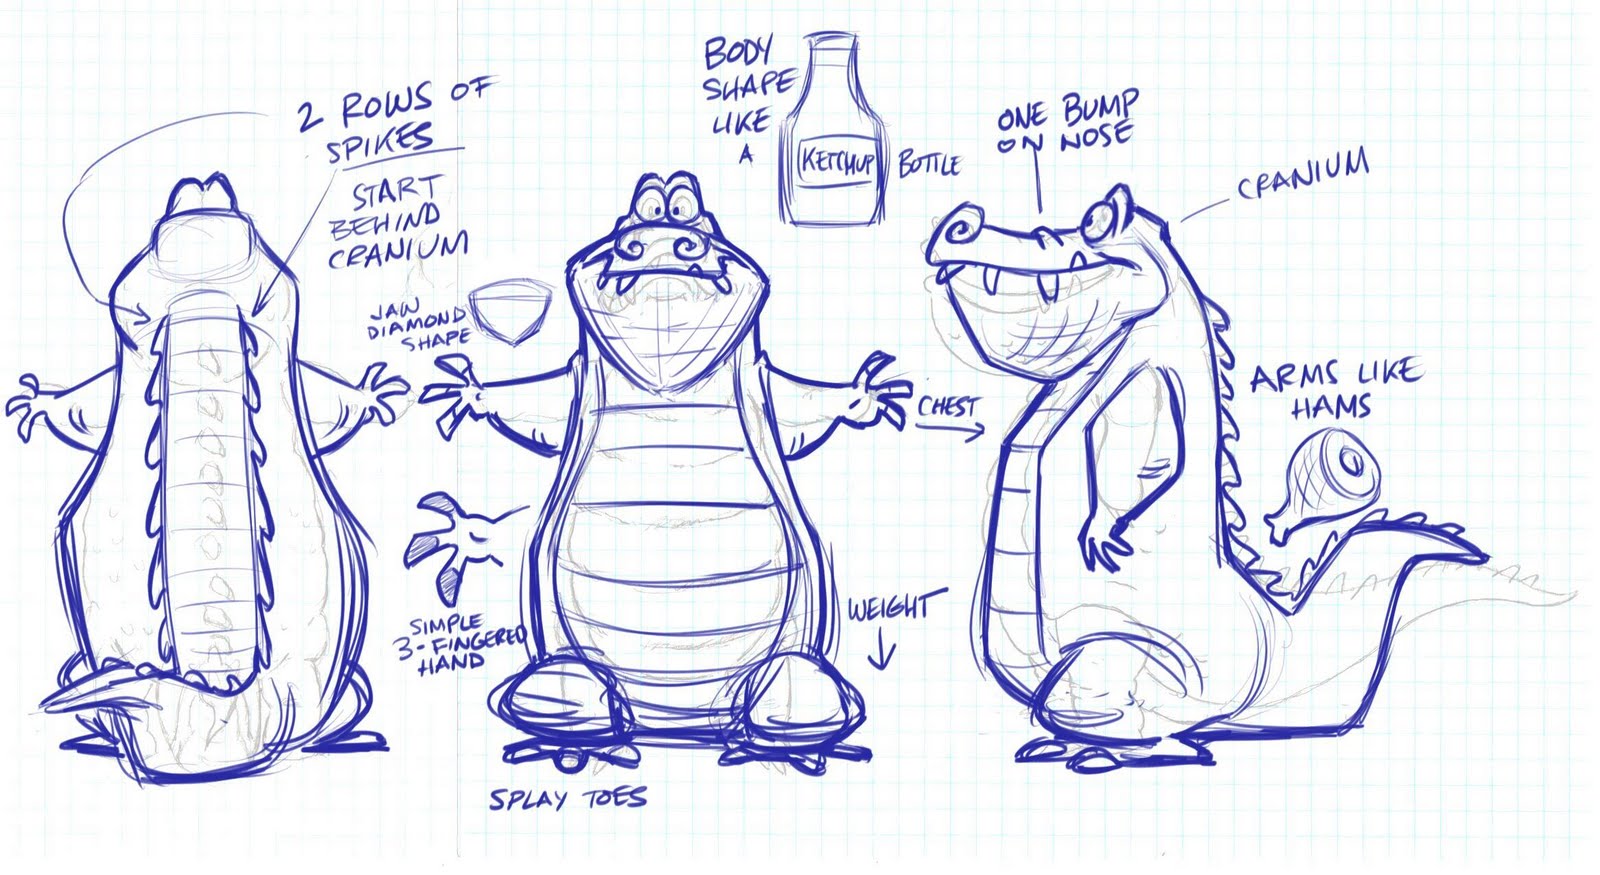 2 ROWS OF
SPIKES
START
BEHIND
CRANIUM
BODY
SHAPE
LIKE
A
KETCHUP
BOTTLE
ONE BUMP
ON NOSE
CRANIUM
JAW
DIAMOND
SHAPE
CHEST
ARMS LIKE
HAMS
SIMPLE
3-FINGERED
HAND
WEIGHT
SPLAY TOES